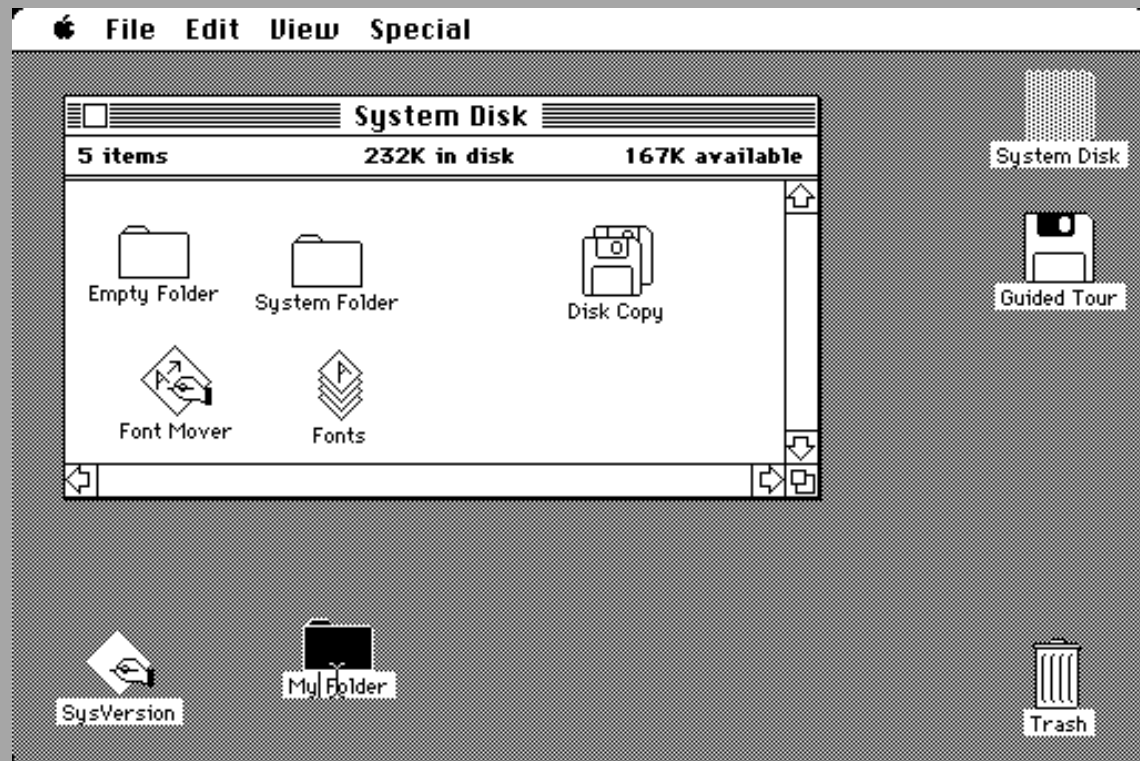 File Edit View Special
System Disk
5 items 232K in disk 167K available
System Disk
Empty Folder
System Folder
Disk Copy
Guided Tour
Font Mover
Fonts
My Folder
SysVersion
Trash